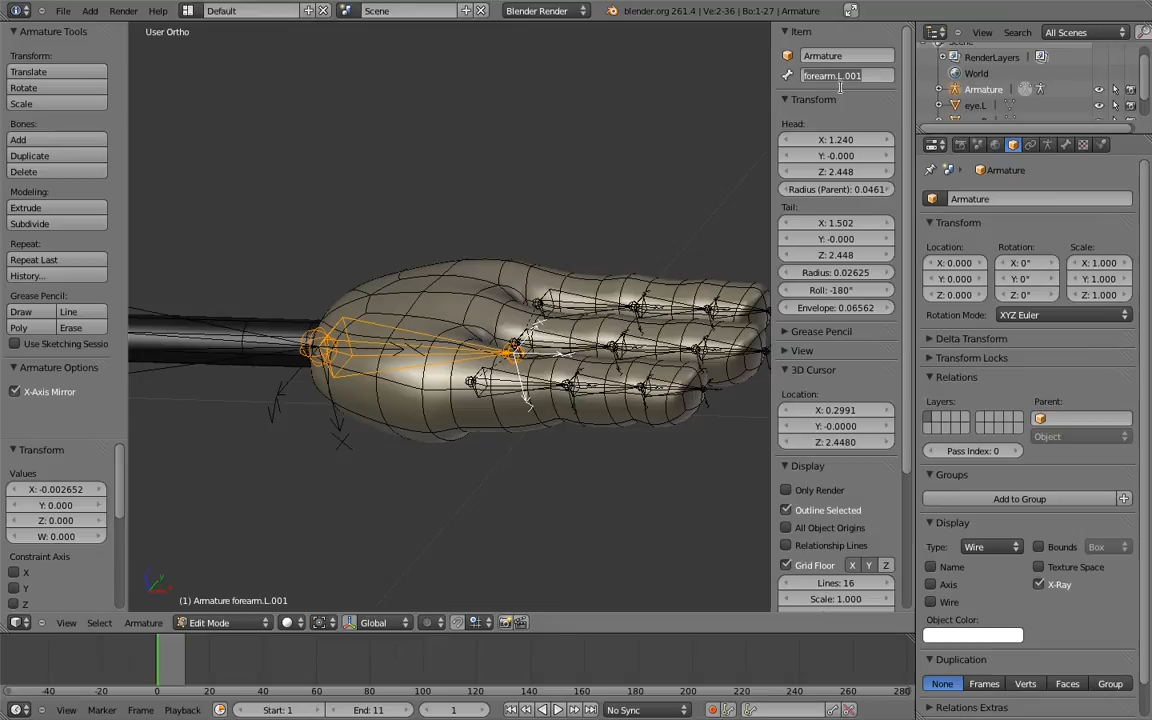 File Add Render Help Default Scene Blender Render blender.org 261.4 | Ve:2-36 | Bo:1-27 | Armature
Armature Tools
Transform:
Translate
Rotate
Scale
Bones:
Add
Duplicate
Delete
Modeling:
Extrude
Subdivide
Repeat:
Repeat Last
History...
Grease Pencil:
Draw Line
Poly Erase
Use Sketching Sessio
Armature Options
X-Axis Mirror
Transform
Values
X: -0.002652
Y: 0.000
Z: 0.000
W: 0.000
Constraint Axis
X
Y
Z
User Ortho
(1) Armature forearm.L.001
Item
Armature
forearm.L.001
Transform
Head:
X: 1.240
Y: -0.000
Z: 2.448
Radius (Parent): 0.0461
Tail:
X: 1.502
Y: -0.000
Z: 2.448
Radius: 0.02625
Roll: -180°
Envelope: 0.06562
Grease Pencil
View
3D Cursor
Location:
X: 0.2991
Y: -0.0000
Z: 2.4480
Display
Only Render
Outline Selected
All Object Origins
Relationship Lines
Grid Floor X Y Z
Lines: 16
Scale: 1.000
View Search All Scenes
RenderLayers
World
Armature
eye.L
Armature
Armature
Transform
Location: Rotation: Scale:
X: 0.000 X: 0° X: 1.000
Y: 0.000 Y: 0° Y: 1.000
Z: 0.000 Z: 0° Z: 1.000
Rotation Mode: XYZ Euler
Delta Transform
Transform Locks
Relations
Layers: Parent:
Object
Pass Index: 0
Groups
Add to Group
Display
Type: Wire Bounds Box
Name Texture Space
Axis X-Ray
Wire
Object Color:
Duplication
None Frames Verts Faces Group
Relations Extras
View Select Armature Edit Mode Global
-40 -20 0 20 40 60 80 100 120 140 160 180 200 220 240 260 280
View Marker Frame Playback Start: 1 End: 11 1 No Sync